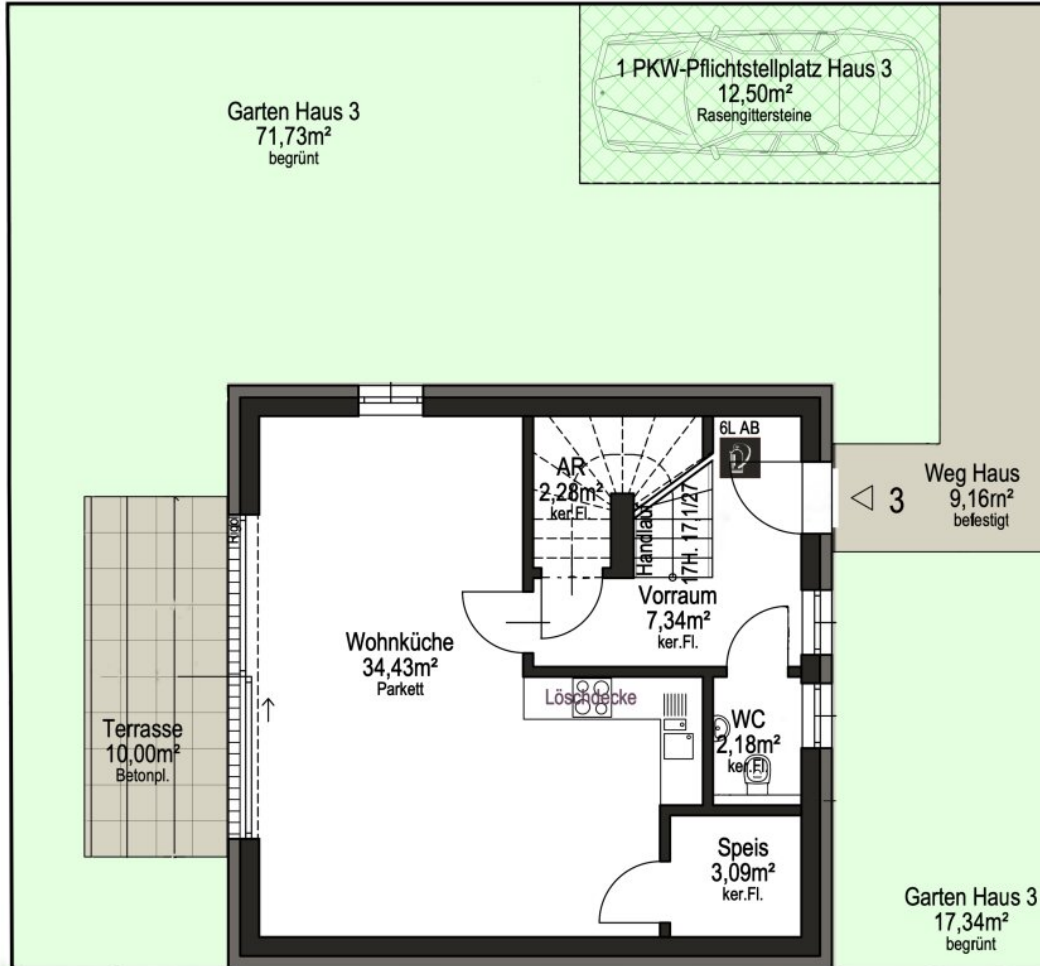 1 PKW-Pflichtstellplatz Haus 3
12,50m²
Rasengittersteine
Garten Haus 3
71,73m²
begrünt
6L AB
AR
2,28m²
ker.Fl.
Handlauf
17H. 17,1/27
Weg Haus
9,16m²
befestigt
3
Vorraum
7,34m²
ker.Fl.
Wohnküche
34,43m²
Parkett
Löschdecke
Terrasse
10,00m²
Betonpl.
WC
2,18m²
ker.Fl.
Speis
3,09m²
ker.Fl.
Garten Haus 3
17,34m²
begrünt